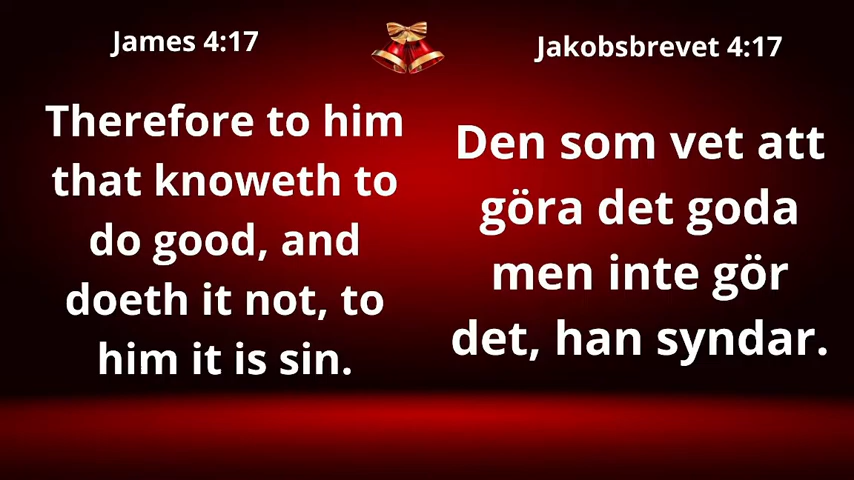 James 4:17
Therefore to him
that knoweth to
do good, and
doeth it not, to
him it is sin.
Jakobsbrevet 4:17
Den som vet att
göra det goda
men inte gör
det, han syndar.